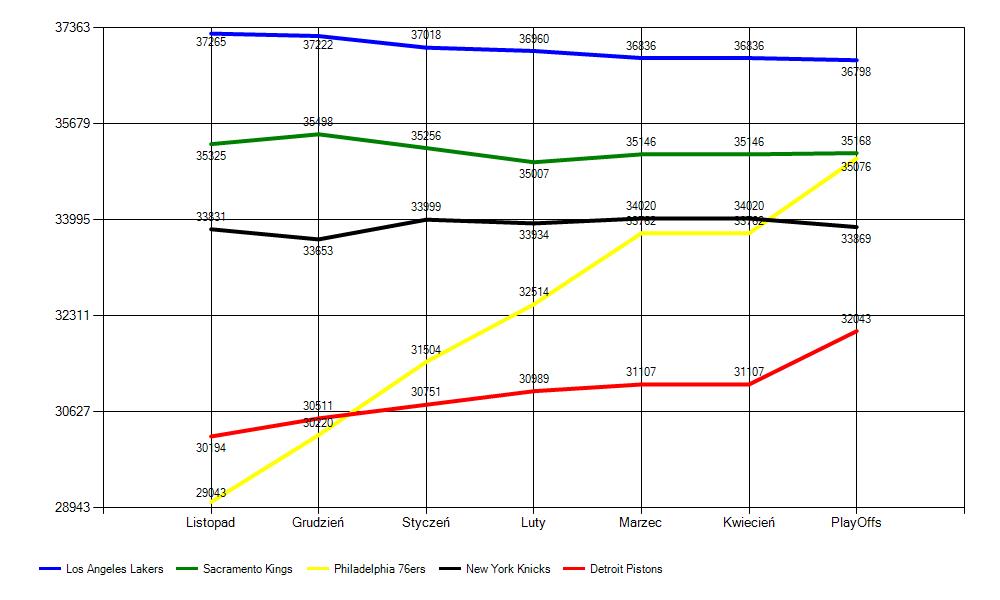 37363
35679
33995
32311
30627
28943
37265 37222 37018 36960 36836 36836 36798
35325 35498 35256 35007 35146 35146 35168
33831 33653 33999 33934 34020 34020 33869
29043 30220 31504 32514 33762 33762 35076
30194 30511 30751 30989 31107 31107 32043
Listopad Grudzień Styczeń Luty Marzec Kwiecień PlayOffs
Los Angeles Lakers Sacramento Kings Philadelphia 76ers New York Knicks Detroit Pistons